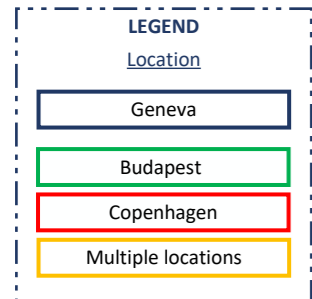 LEGEND
Location
Geneva
Budapest
Copenhagen
Multiple locations